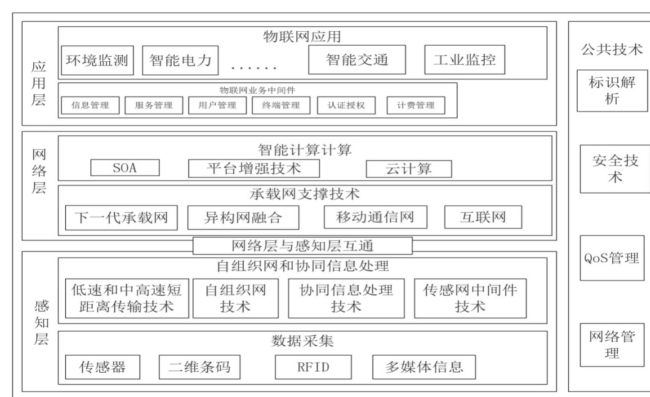 应用层
物联网应用
环境监测
智能电力
......
智能交通
工业监控
物联网业务中间件
信息管理
服务管理
用户管理
终端管理
认证授权
计费管理
网络层
智能计算计算
SOA
平台增强技术
云计算
承载网支撑技术
下一代承载网
异构网融合
移动通信网
互联网
网络层与感知层互通
感知层
自组织网和协同信息处理
低速和中高速短
距离传输技术
自组织网
技术
协同信息处理
技术
传感网中间件
技术
数据采集
传感器
二维条码
RFID
多媒体信息
公共技术
标识解
析
安全技
术
QoS管理
网络管
理